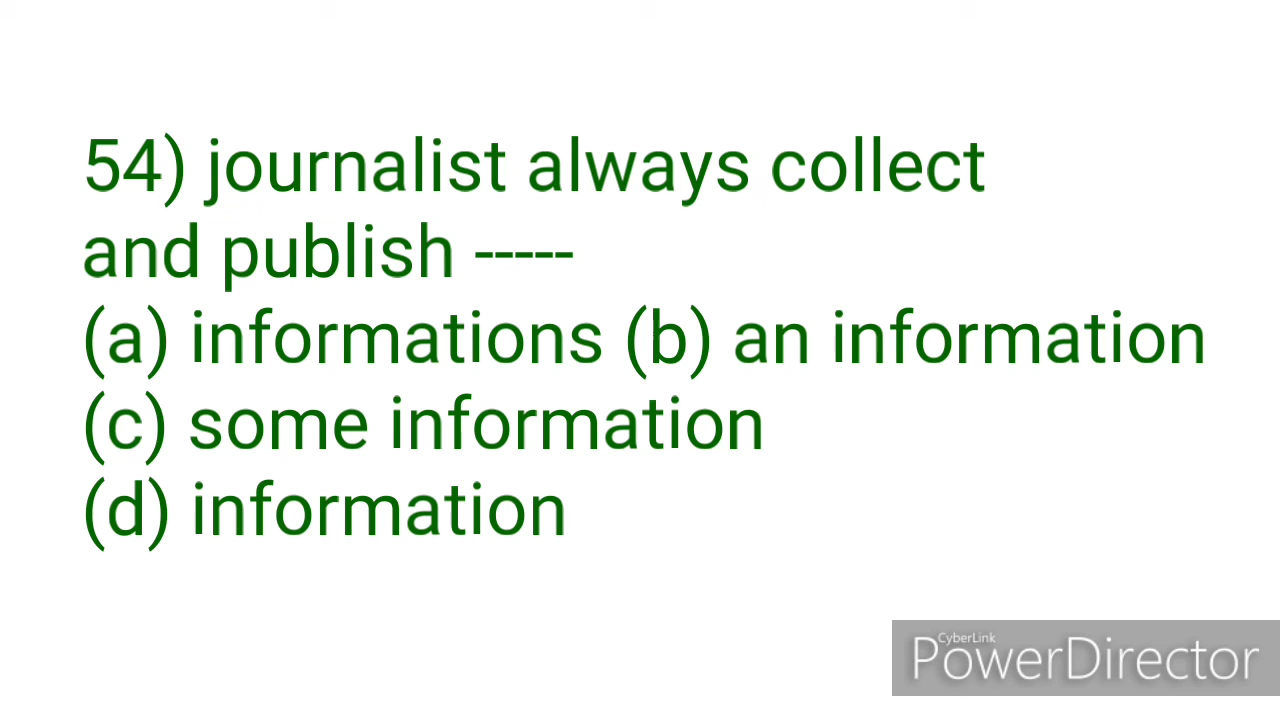 54) journalist always collect
and publish -----
(a) informations (b) an information
(c) some information
(d) information
CyberLink
PowerDirector